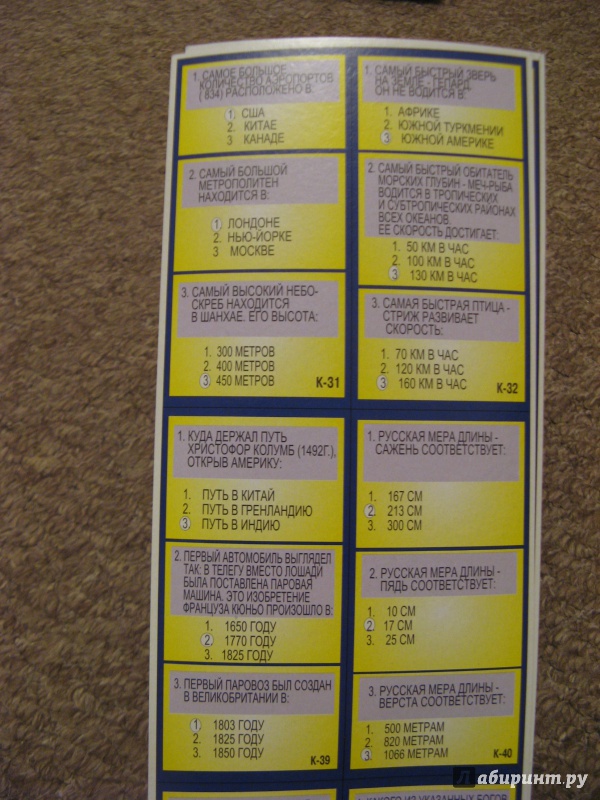 1. САМОЕ БОЛЬШОЕ
КОЛИЧЕСТВО АЭРОПОРТОВ
(834) РАСПОЛОЖЕНО В:
1. США
2. КИТАЕ
3 КАНАДЕ
2. САМЫЙ БОЛЬШОЙ
МЕТРОПОЛИТЕН
НАХОДИТСЯ В:
1) ЛОНДОНЕ
2. НЬЮ-ЙОРКЕ
3 МОСКВЕ
3. САМЫЙ ВЫСОКИЙ НЕБО-
СКРЕБ НАХОДИТСЯ
В ШАНХАЕ. ЕГО ВЫСОТА:
1. 300 МЕТРОВ
2. 400 МЕТРОВ
3 450 МЕТРОВ
К-31
1. САМЫЙ БЫСТРЫЙ ЗВЕРЬ
НА ЗЕМЛЕ - ГЕПАРД.
ОН НЕ ВОДИТСЯ В:
1. АФРИКЕ
2. ЮЖНОЙ ТУРКМЕНИИ
3 ЮЖНОЙ АМЕРИКЕ
2. САМЫЙ БЫСТРЫЙ ОБИТАТЕЛЬ
МОРСКИХ ГЛУБИН - МЕЧ-РЫБА
ВОДИТСЯ В ТРОПИЧЕСКИХ
И СУБТРОПИЧЕСКИХ РАЙОНАХ
ВСЕХ ОКЕАНОВ.
ЕЕ СКОРОСТЬ ДОСТИГАЕТ:
1. 50 КМ В ЧАС
2. 100 КМ В ЧАС
3 130 КМ В ЧАС
3. САМАЯ БЫСТРАЯ ПТИЦА -
СТРИЖ РАЗВИВАЕТ
СКОРОСТЬ:
1. 70 КМ В ЧАС
2. 120 КМ В ЧАС
3 160 КМ В ЧАС
К-32
1. КУДА ДЕРЖАЛ ПУТЬ
ХРИСТОФОР КОЛУМБ (1492Г.),
ОТКРЫВ АМЕРИКУ:
1. ПУТЬ В КИТАЙ
2. ПУТЬ В ГРЕНЛАНДИЮ
3. ПУТЬ В ИНДИЮ
2. ПЕРВЫЙ АВТОМОБИЛЬ ВЫГЛЯДЕЛ
ТАК: В ТЕЛЕГУ ВМЕСТО ЛОШАДИ
БЫЛА ПОСТАВЛЕНА ПАРОВАЯ
МАШИНА. ЭТО ИЗОБРЕТЕНИЕ
ФРАНЦУЗА КЮНЬО ПРОИЗОШЛО В:
1. 1650 ГОДУ
2. 1770 ГОДУ
3. 1825 ГОДУ
3. ПЕРВЫЙ ПАРОВОЗ БЫЛ СОЗДАН
В ВЕЛИКОБРИТАНИИ В:
1) 1803 ГОДУ
2. 1825 ГОДУ
3. 1850 ГОДУ
К-39
1. РУССКАЯ МЕРА ДЛИНЫ -
САЖЕНЬ СООТВЕТСТВУЕТ:
1. 167 СМ
2. 213 СМ
3. 300 СМ
2. РУССКАЯ МЕРА ДЛИНЫ -
ПЯДЬ СООТВЕТСТВУЕТ:
1. 10 СМ
2. 17 СМ
3. 25 СМ
3. РУССКАЯ МЕРА ДЛИНЫ -
ВЕРСТА СООТВЕТСТВУЕТ:
1. 500 МЕТРАМ
2. 820 МЕТРАМ
3. 1066 МЕТРАМ
К-40
лабиринт.ру